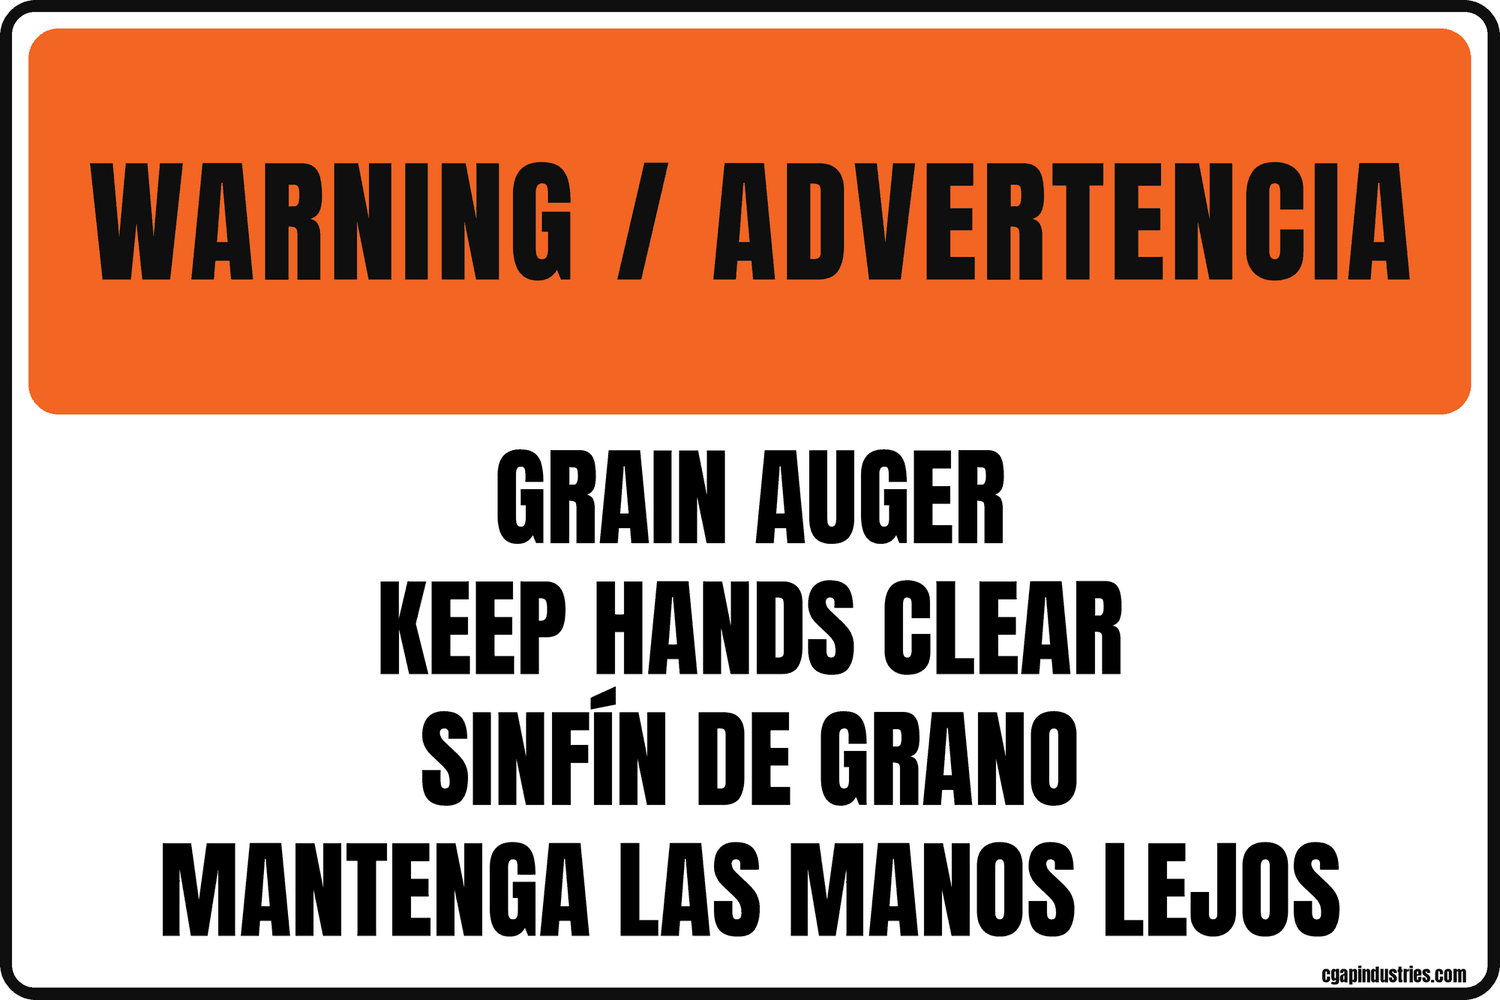 WARNING / ADVERTENCIA
GRAIN AUGER
KEEP HANDS CLEAR
SINFÍN DE GRANO
MANTENGA LAS MANOS LEJOS
cgapindustries.com